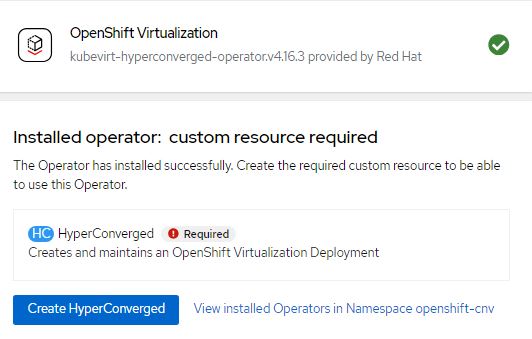 OpenShift Virtualization
kubevirt-hyperconverged-operator.v4.16.3 provided by Red Hat
Installed operator: custom resource required
The Operator has installed successfully. Create the required custom resource to be able
to use this Operator.
HC HyperConverged Required
Creates and maintains an OpenShift Virtualization Deployment
Create HyperConverged View installed Operators in Namespace openshift-cnv